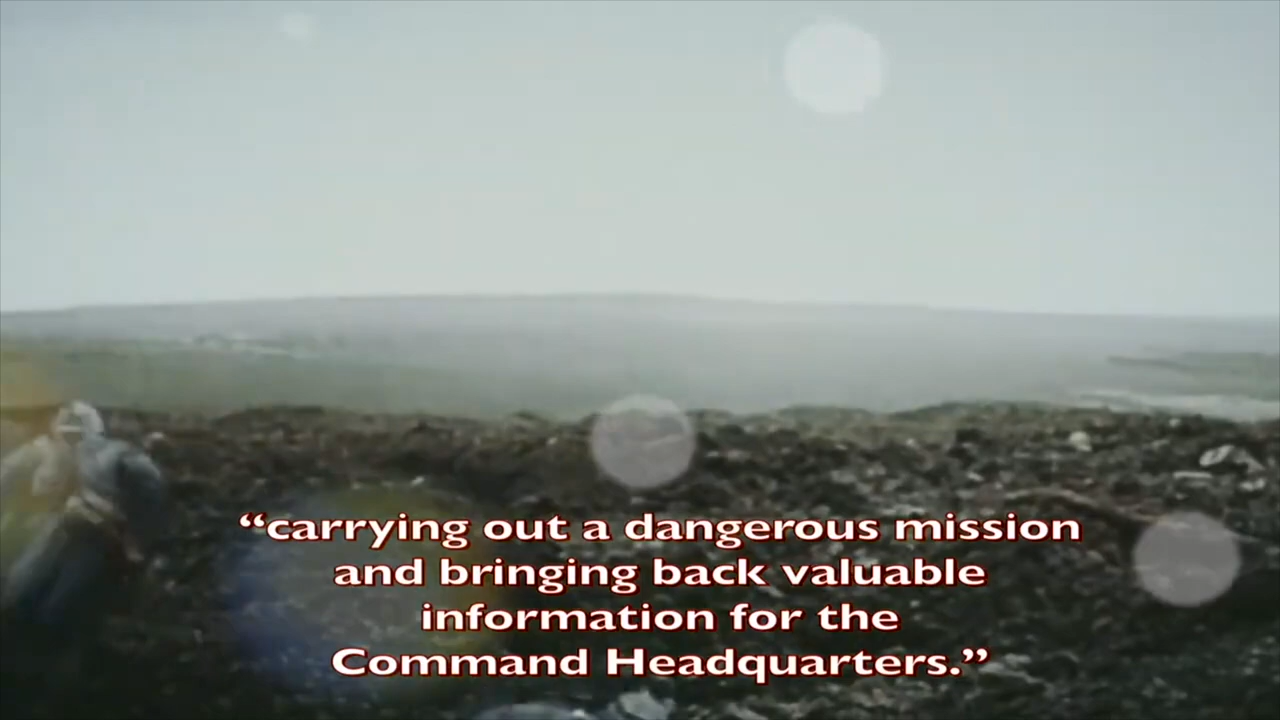 “carrying out a dangerous mission
and bringing back valuable
information for the
Command Headquarters.”